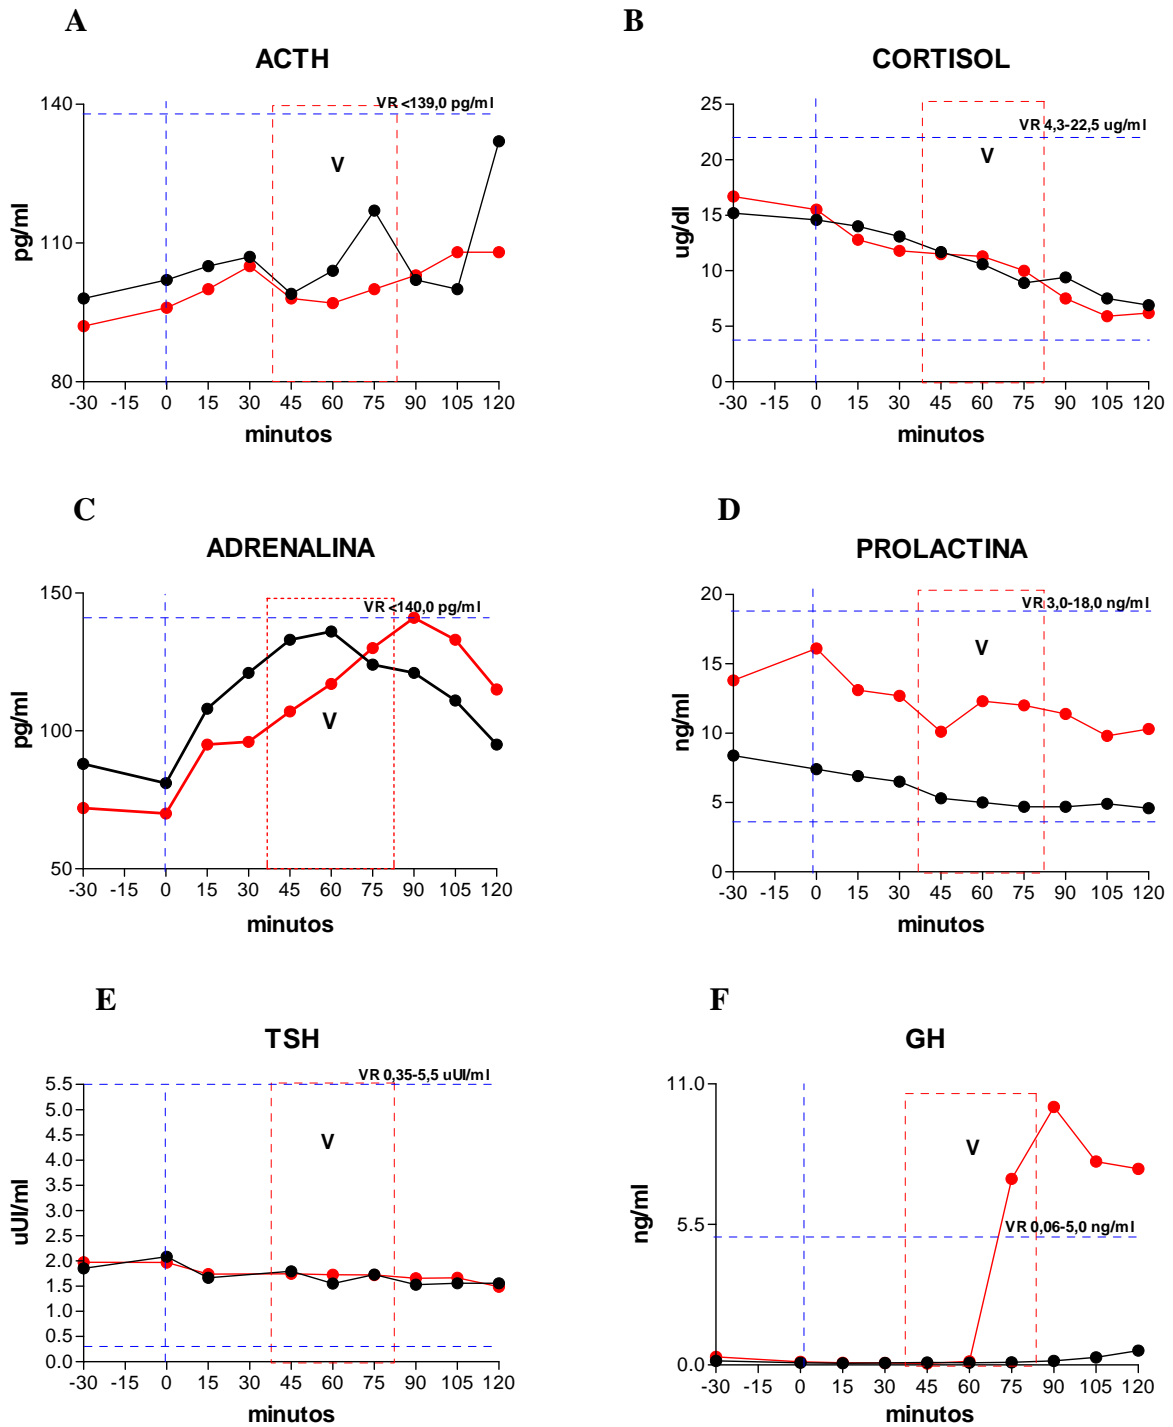 A
ACTH
VR <139,0 pg/ml
140
110
80
pg/ml
V
-30 -15 0 15 30 45 60 75 90 105 120
minutos
B
CORTISOL
VR 4,3-22,5 ug/ml
25
20
15
10
5
0
ug/dl
V
-30 -15 0 15 30 45 60 75 90 105 120
minutos
C
ADRENALINA
VR <140,0 pg/ml
150
100
50
pg/ml
V
-30 -15 0 15 30 45 60 75 90 105 120
minutos
D
PROLACTINA
VR 3,0-18,0 ng/ml
20
15
10
5
0
ng/ml
V
-30 -15 0 15 30 45 60 75 90 105 120
minutos
E
TSH
VR 0,35-5,5 uUI/ml
5.5
5.0
4.5
4.0
3.5
3.0
2.5
2.0
1.5
1.0
0.5
0.0
uUI/ml
V
-30 -15 0 15 30 45 60 75 90 105 120
minutos
F
GH
11.0
5.5
0.0
ng/ml
V
VR 0,06-5,0 ng/ml
-30 -15 0 15 30 45 60 75 90 105 120
minutos